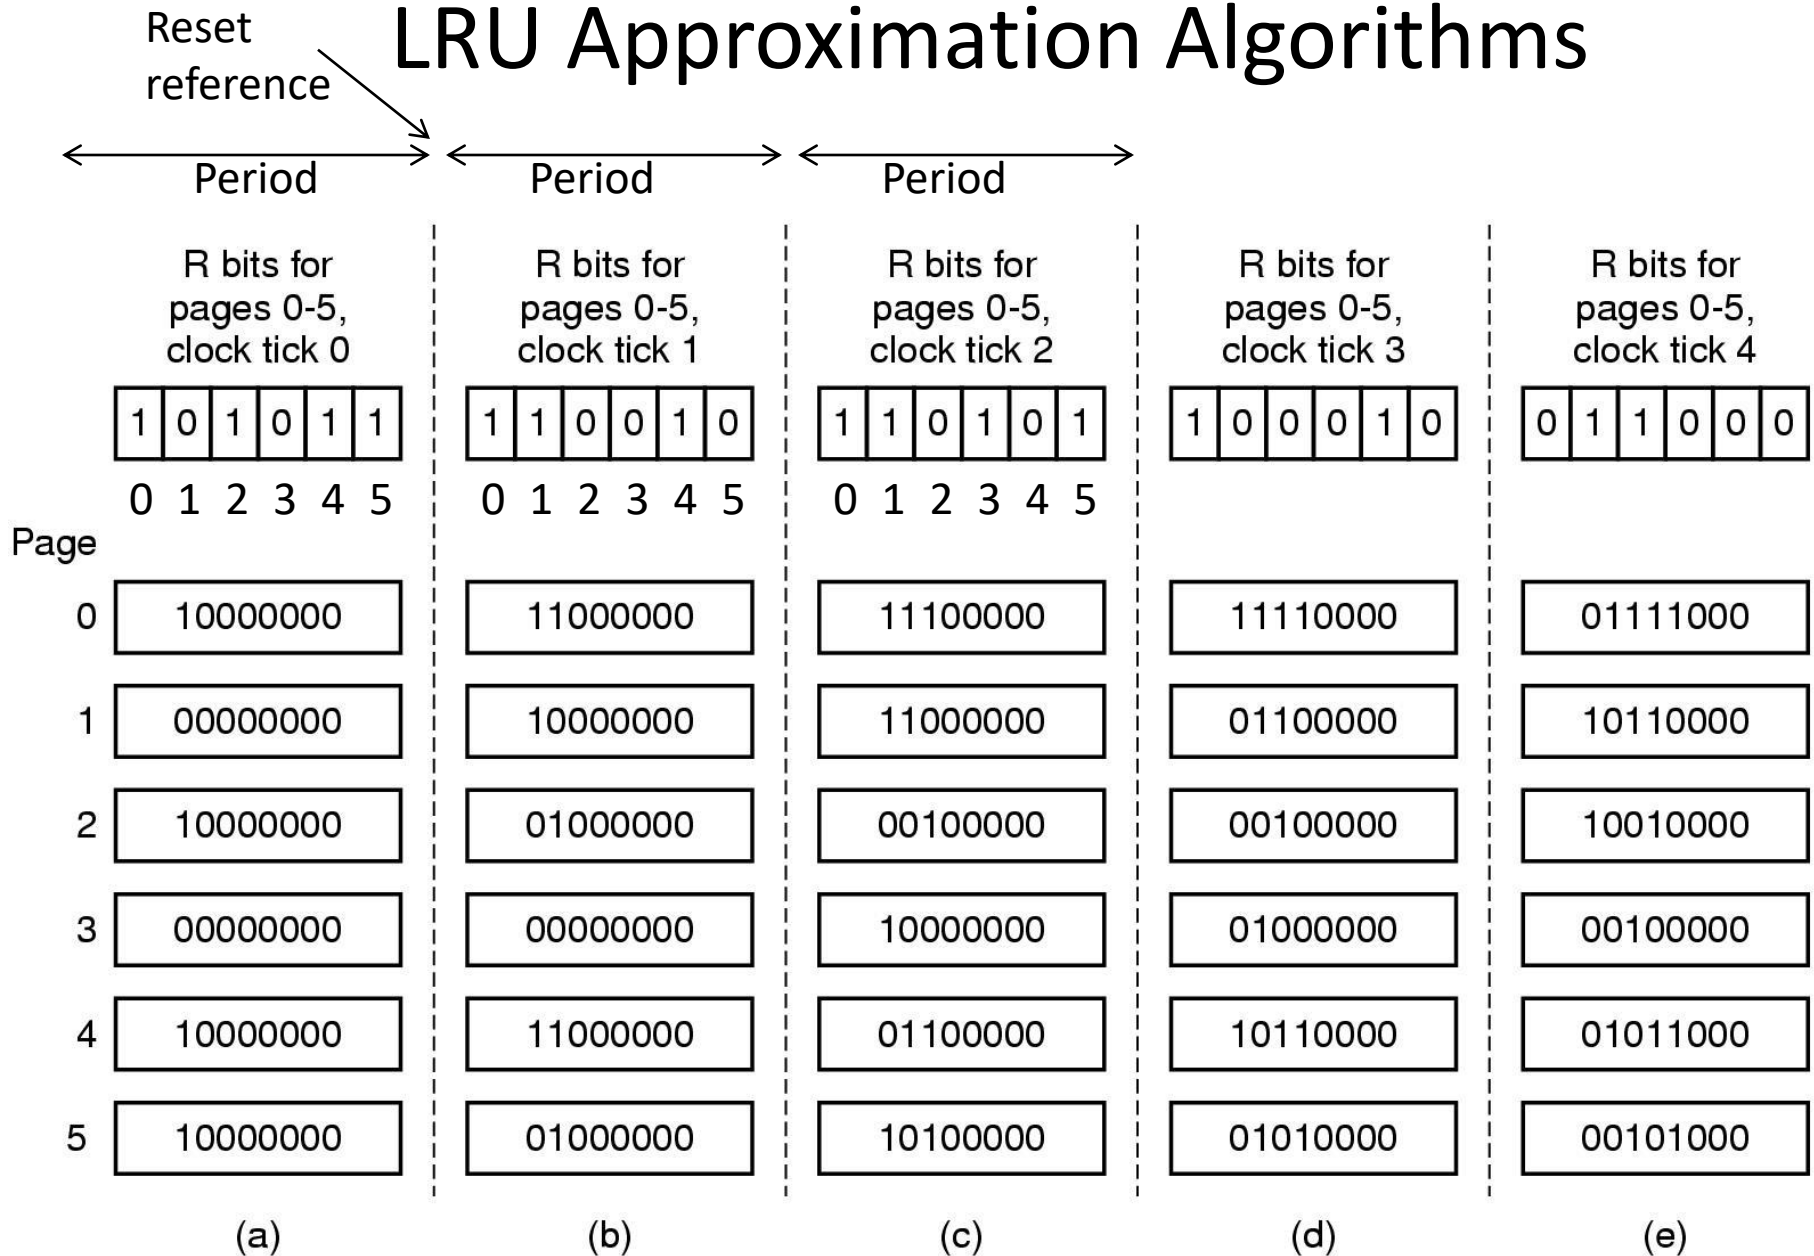 Reset
reference
LRU Approximation Algorithms
Period Period Period
R bits for R bits for R bits for R bits for R bits for
pages 0-5, pages 0-5, pages 0-5, pages 0-5, pages 0-5,
clock tick 0 clock tick 1 clock tick 2 clock tick 3 clock tick 4
1 0 1 0 1 1 1 1 0 0 1 0 1 1 0 1 0 1 1 0 0 0 1 0 0 1 1 0 0 0
0 1 2 3 4 5 0 1 2 3 4 5 0 1 2 3 4 5
Page
0 10000000 11000000 11100000 11110000 01111000
1 00000000 10000000 11000000 01100000 10110000
2 10000000 01000000 00100000 00100000 10010000
3 00000000 00000000 10000000 01000000 00100000
4 10000000 11000000 01100000 10110000 01011000
5 10000000 01000000 10100000 01010000 00101000
(a) (b) (c) (d) (e)